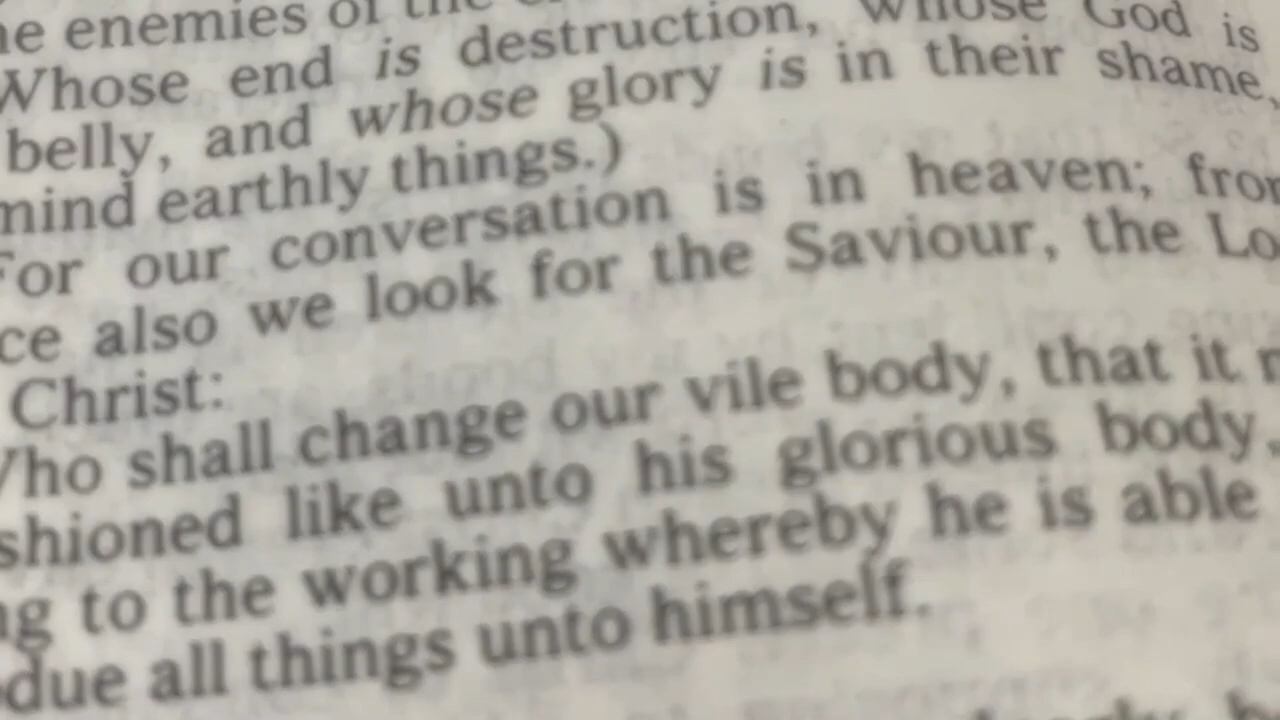 enemies of the
Whose end is destruction, whose God is
belly, and whose glory is in their shame,
mind earthly things.)
For our conversation is in heaven; from
ce also we look for the Saviour, the Lo
Christ:
Who shall change our vile body, that it
shioned like unto his glorious body,
ng to the working whereby he is able
due all things unto himself.